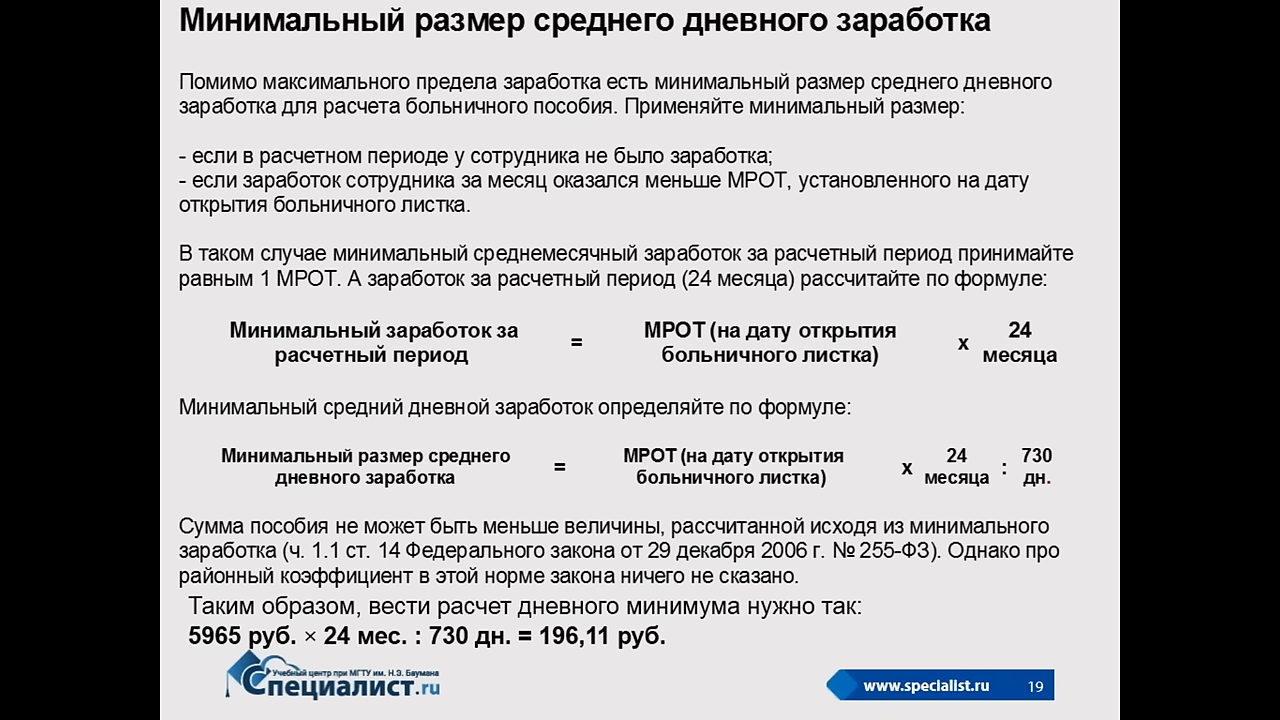 Минимальный размер среднего дневного заработка
Помимо максимального предела заработка есть минимальный размер среднего дневного
заработка для расчета больничного пособия. Применяйте минимальный размер:
- если в расчетном периоде у сотрудника не было заработка;
- если заработок сотрудника за месяц оказался меньше МРОТ, установленного на дату
открытия больничного листка.
В таком случае минимальный среднемесячный заработок за расчетный период принимайте
равным 1 МРОТ. А заработок за расчетный период (24 месяца) рассчитайте по формуле:
Минимальный заработок за
расчетный период
=
МРОТ (на дату открытия
больничного листка)
х
24
месяца
Минимальный средний дневной заработок определяйте по формуле:
Минимальный размер среднего
дневного заработка
=
МРОТ (на дату открытия
больничного листка)
х
24
месяца
:
730
дн.
Сумма пособия не может быть меньше величины, рассчитанной исходя из минимального
заработка (ч. 1.1 ст. 14 Федерального закона от 29 декабря 2006 г. № 255-ФЗ). Однако про
районный коэффициент в этой норме закона ничего не сказано.
Таким образом, вести расчет дневного минимума нужно так:
5965 руб. × 24 мес. : 730 дн. = 196,11 руб.
Учебный центр при МГТУ им. Н.Э. Баумана
Специалист.ru
www.specialist.ru 19